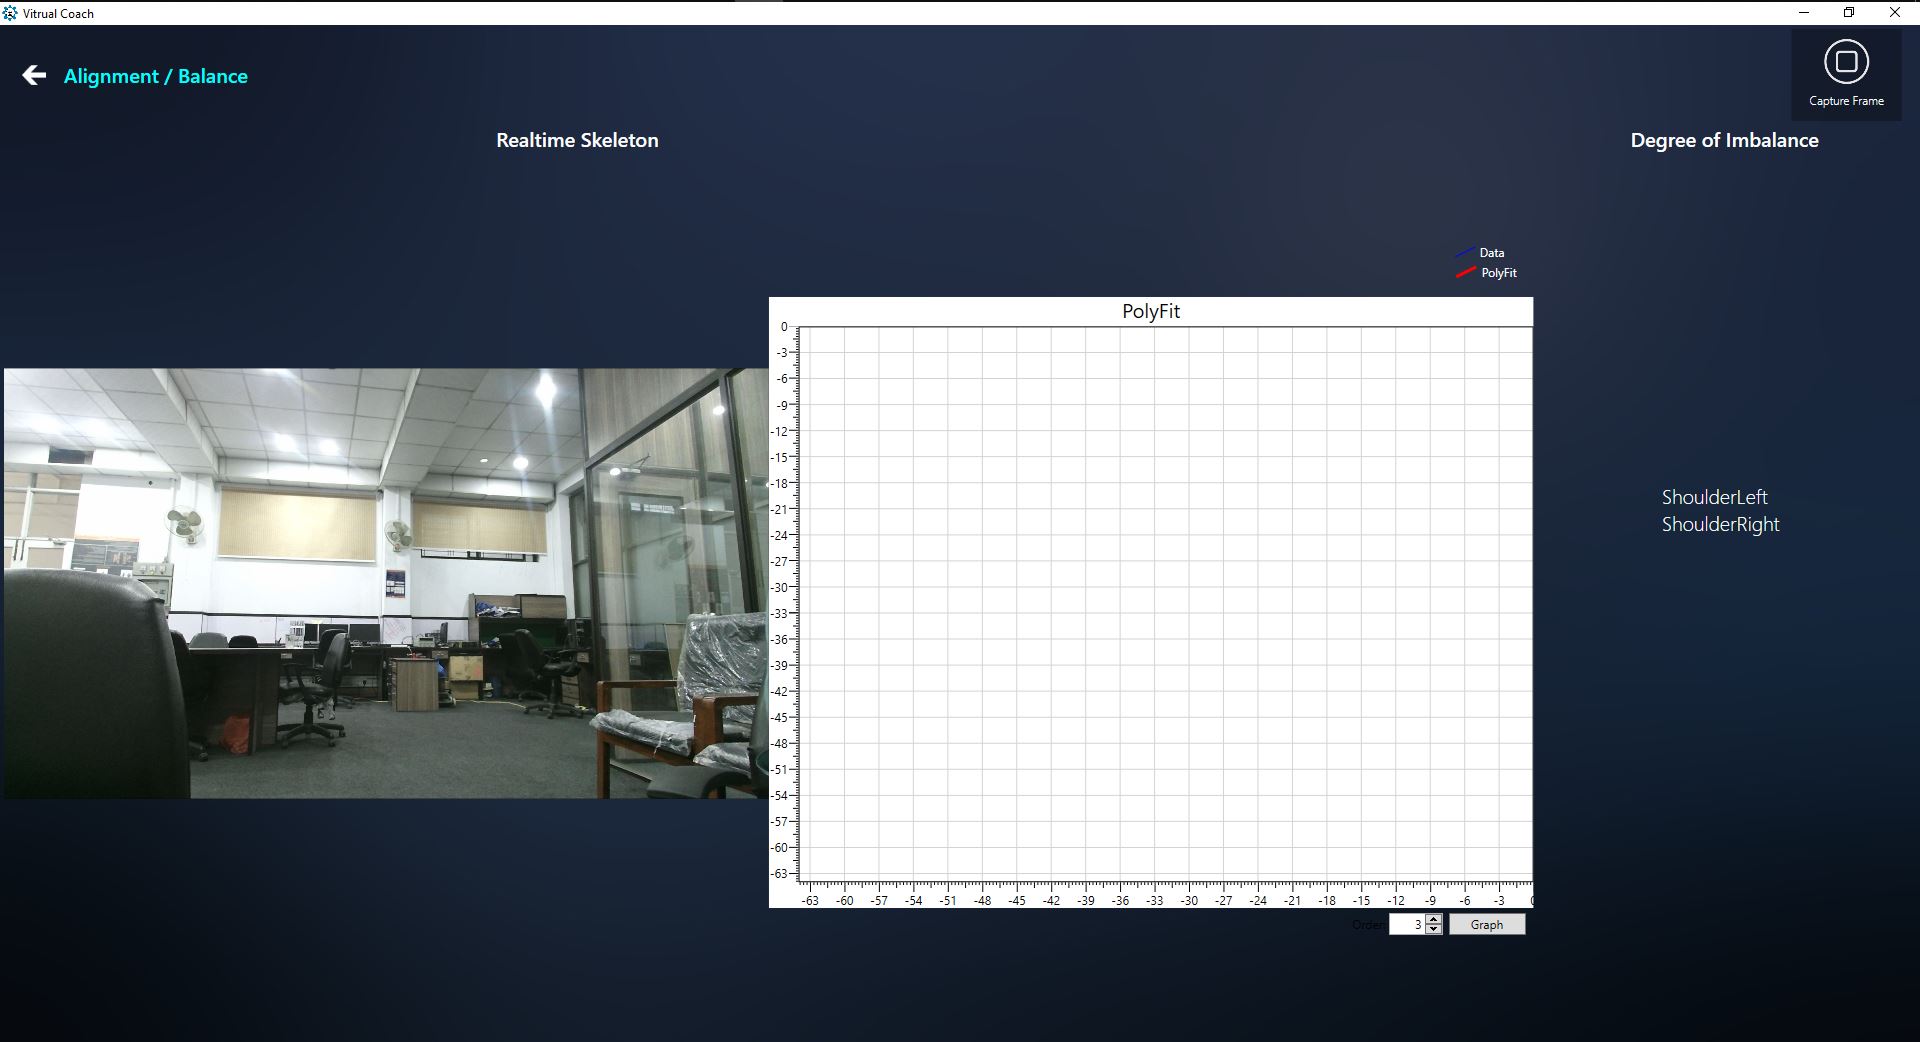 Vitrual Coach
Alignment / Balance
Capture Frame
Realtime Skeleton
Degree of Imbalance
Data
PolyFit
PolyFit
0
-3
-6
-9
-12
-15
-18
-21
-24
-27
-30
-33
-36
-39
-42
-45
-48
-51
-54
-57
-60
-63
-63 -60 -57 -54 -51 -48 -45 -42 -39 -36 -33 -30 -27 -24 -21 -18 -15 -12 -9 -6 -3 0
ShoulderLeft
ShoulderRight
Order: 3 Graph